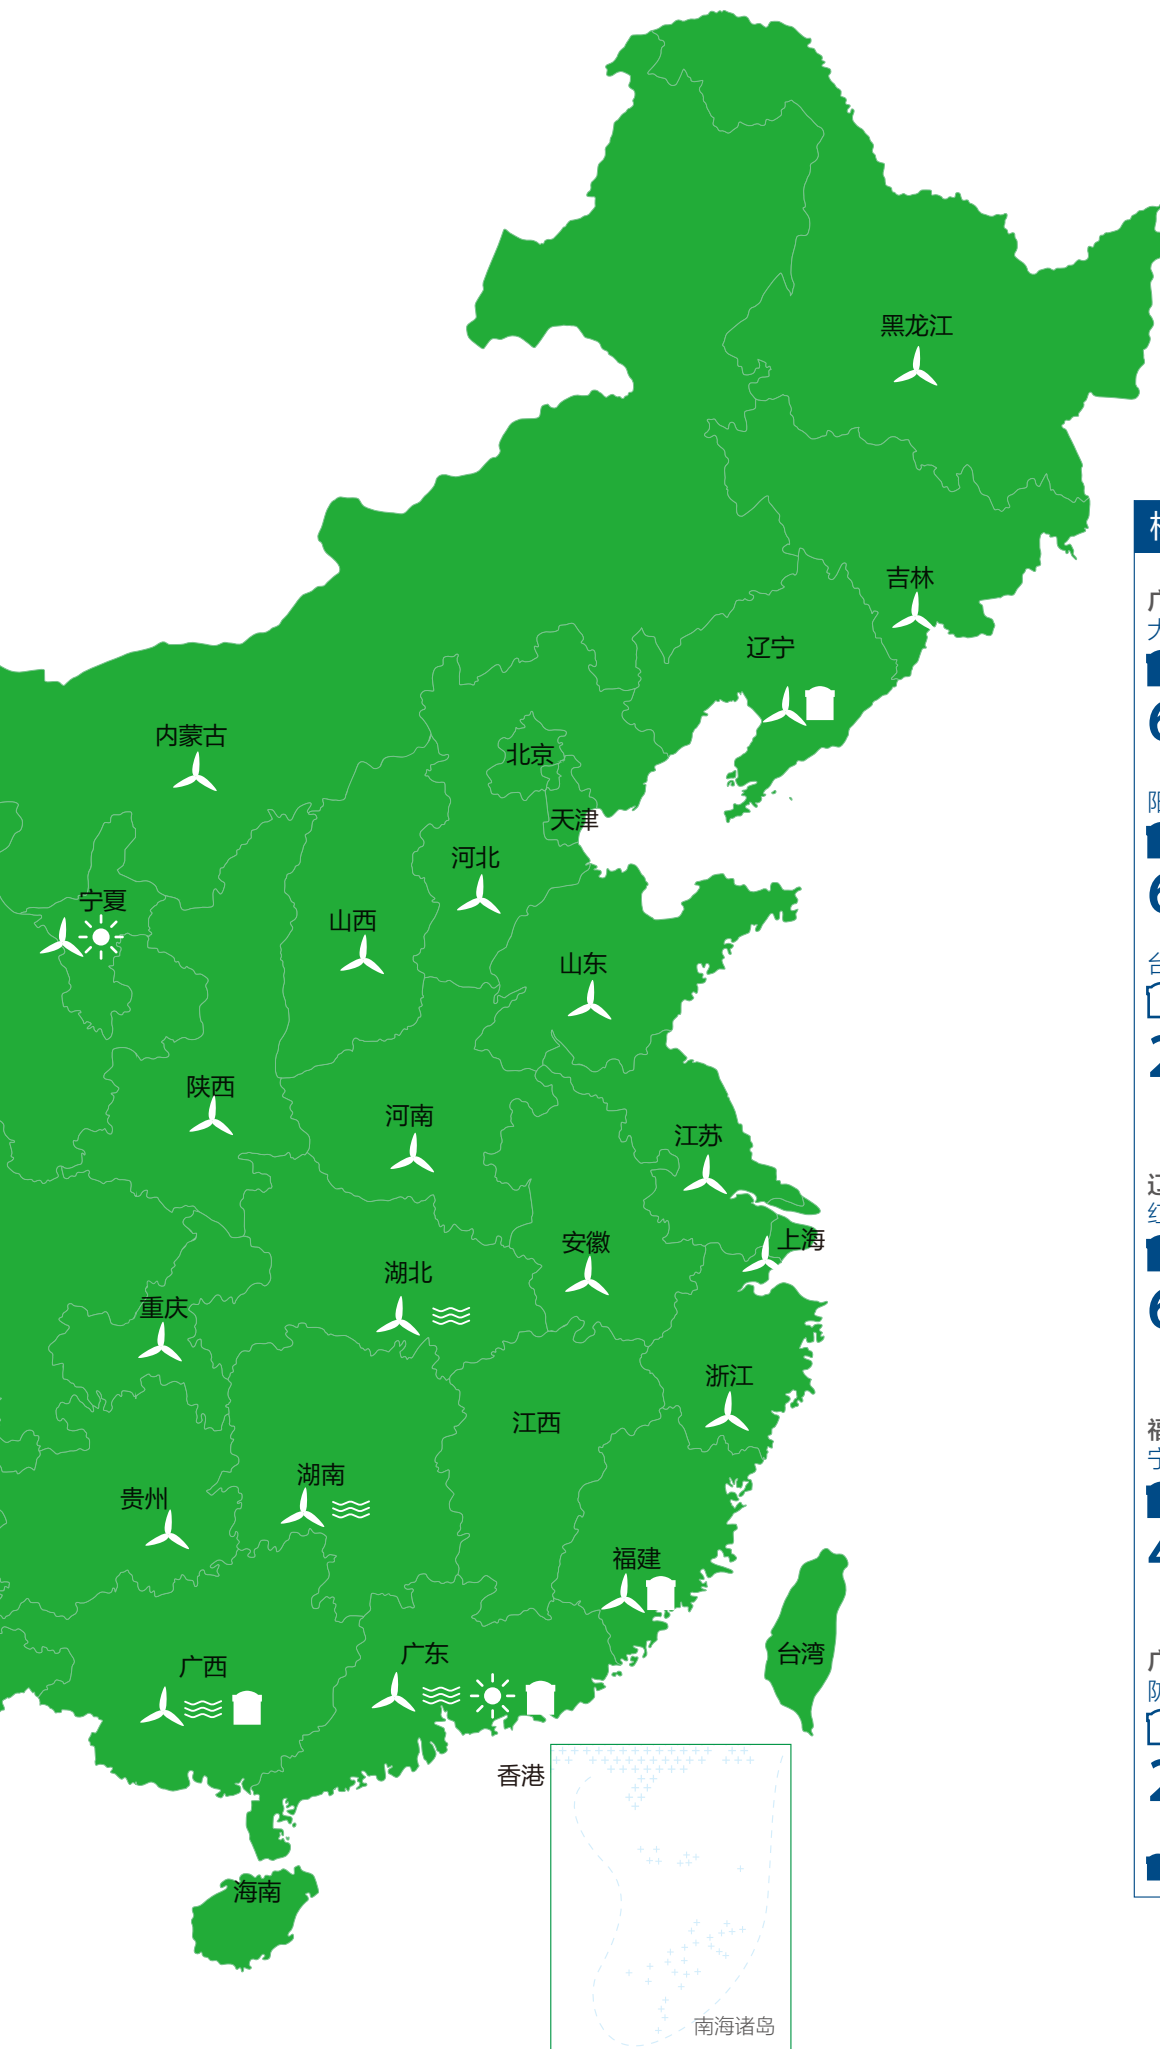 黑龙江
吉林
辽宁
内蒙古
北京
天津
河北
宁夏
山西
山东
陕西
河南
江苏
上海
安徽
湖北
重庆
浙江
江西
湖南
贵州
福建
台湾
广东
广西
香港
海南
南海诸岛